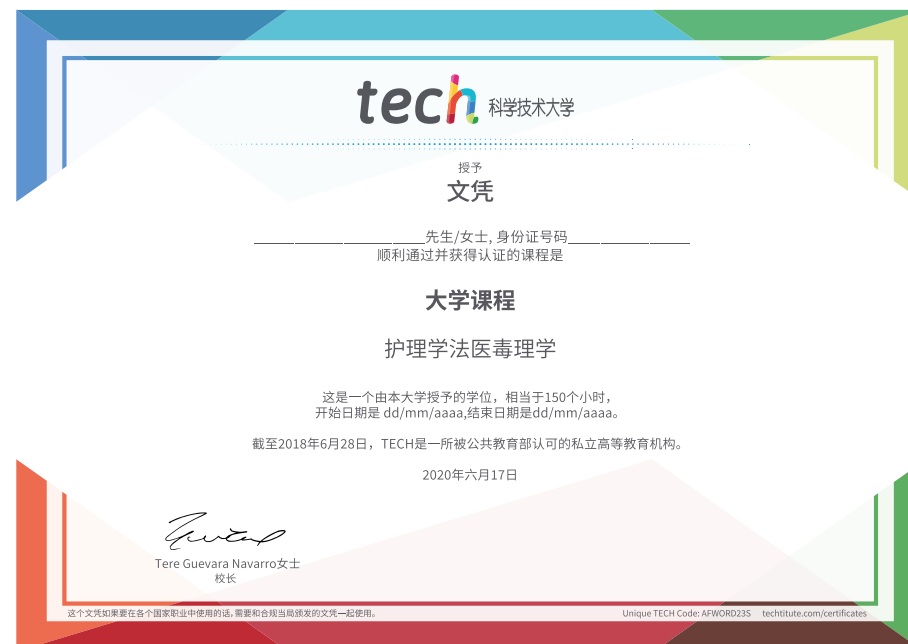 tech 科学技术大学
授予
文凭
_____________________先生/女士, 身份证号码_______________
顺利通过并获得认证的课程是
大学课程
护理学法医毒理学
这是一个由本大学授予的学位，相当于150个小时，
开始日期是 dd/mm/aaaa,结束日期是dd/mm/aaaa。
截至2018年6月28日，TECH是一所被公共教育部认可的私立高等教育机构。
2020年六月17日
Tere Guevara Navarro女士
校长
这个文凭如果要在各个国家职业中使用的话,需要和合规当局颁发的文凭一起使用。
Unique TECH Code: AFWORD23S techtitute.com/certificates